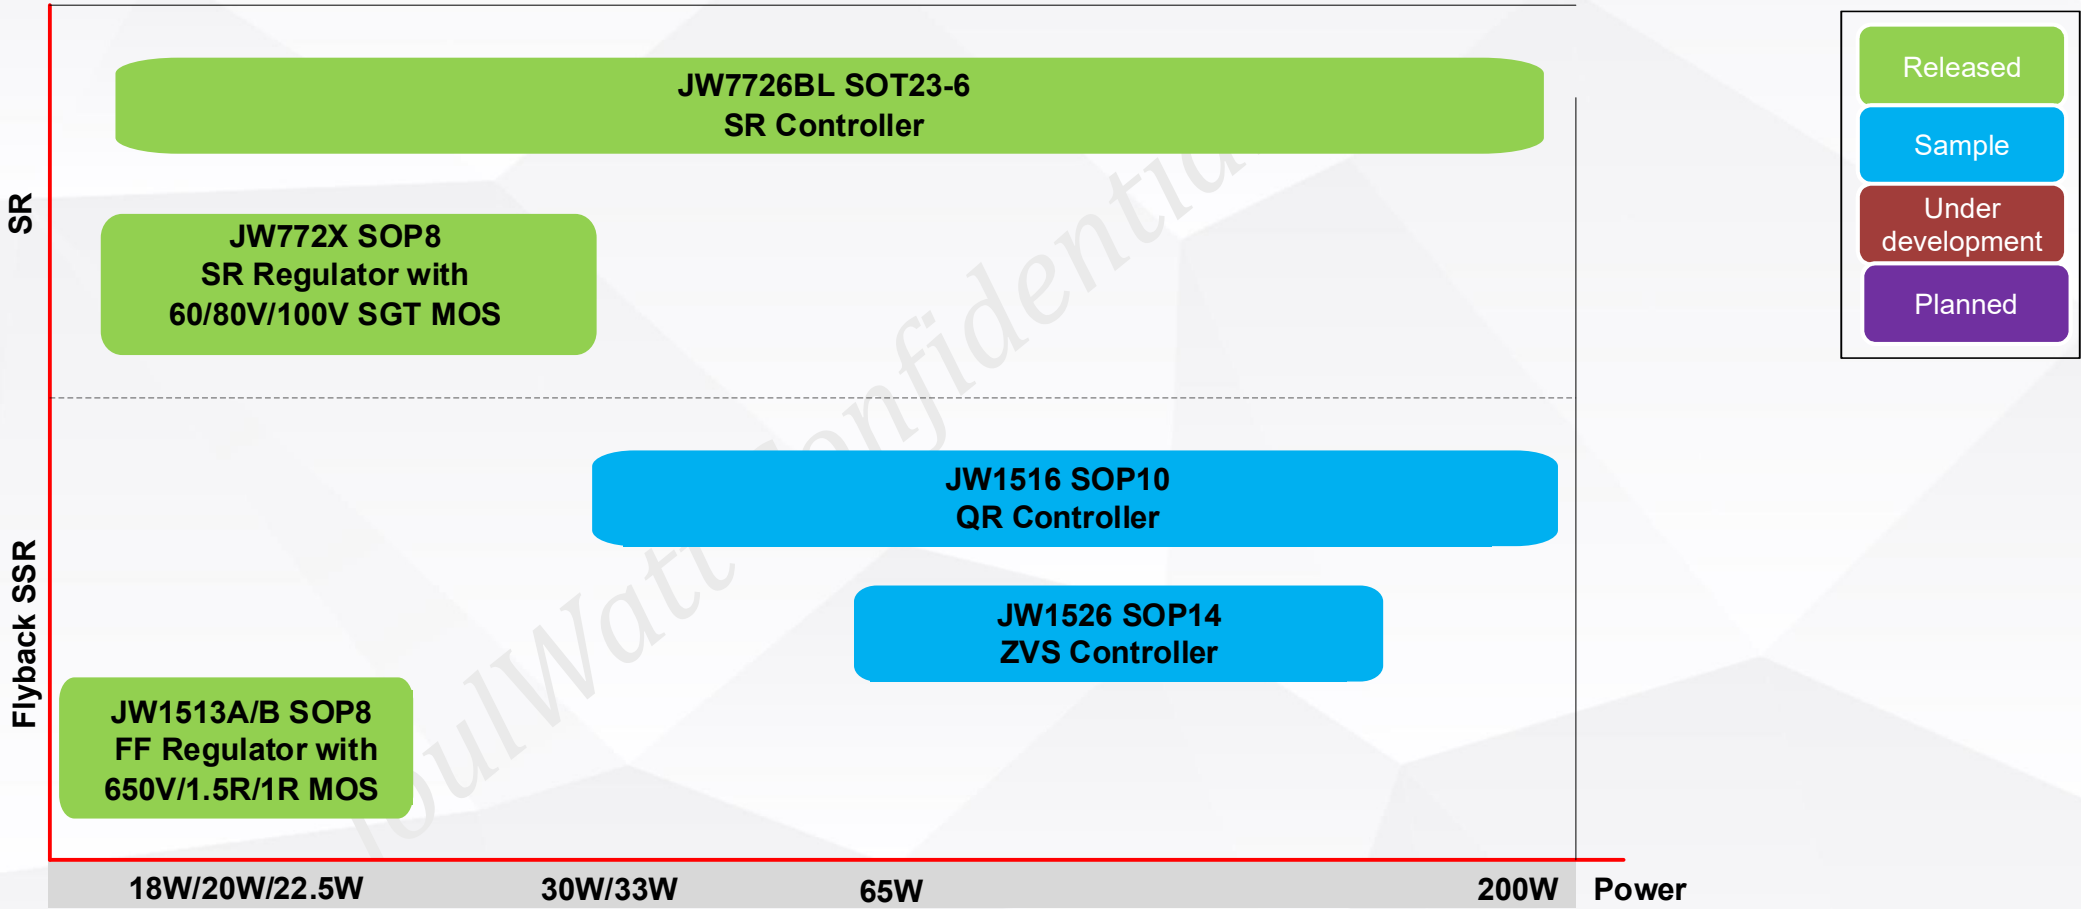 JW7726BL SOT23-6
SR Controller
JW772X SOP8
SR Regulator with
60/80V/100V SGT MOS
SR
JW1516 SOP10
QR Controller
JW1526 SOP14
ZVS Controller
JW1513A/B SOP8
FF Regulator with
650V/1.5R/1R MOS
Flyback SSR
18W/20W/22.5W
30W/33W
65W
200W
Power
Released
Sample
Under
development
Planned
JoulWatt Confidential